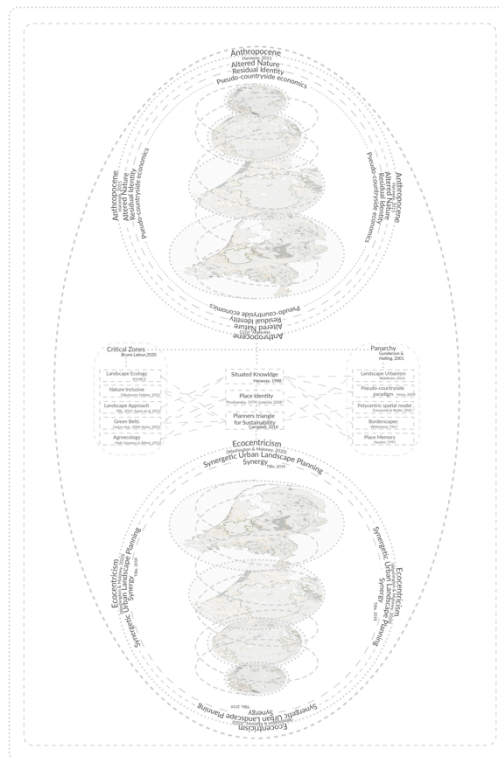 Anthropocene
Haraway, 2015
Altered Nature
Residual Identity
Pseudo-countryside economics
Anthropocene
Altered Nature
Residual Identity
Pseudo-countryside economics
Anthropocene
Altered Nature
Residual Identity
Pseudo-countryside economics
Pseudo-countryside economics
Residual Identity
Altered Nature
Anthropocene
Critical Zones
Bruno Latour 2020
Landscape Ecology
Nature Inclusive
Landscape Approach
Green Belts
Agroecology
Situated Knowldge
Haraway, 1988
Place Identity
Planners triangle
for Sustainability
Campbell, 2016
Panarchy
Gunderson &
Holling, 2001
Landscape Urbanism
Pseudo-countryside
paradigm
Polycentric spatial model
Borderscapes
Place Memory
Ecocentricism
(Washington & Maloney, 2020)
Synergetic Urban Landscape Planning
Synergy
Ecocentricism
Synergetic Urban Landscape Planning
Synergy
Ecocentricism
Synergetic Urban Landscape Planning
Synergy
Synergy
Synergetic Urban Landscape Planning
Ecocentricism